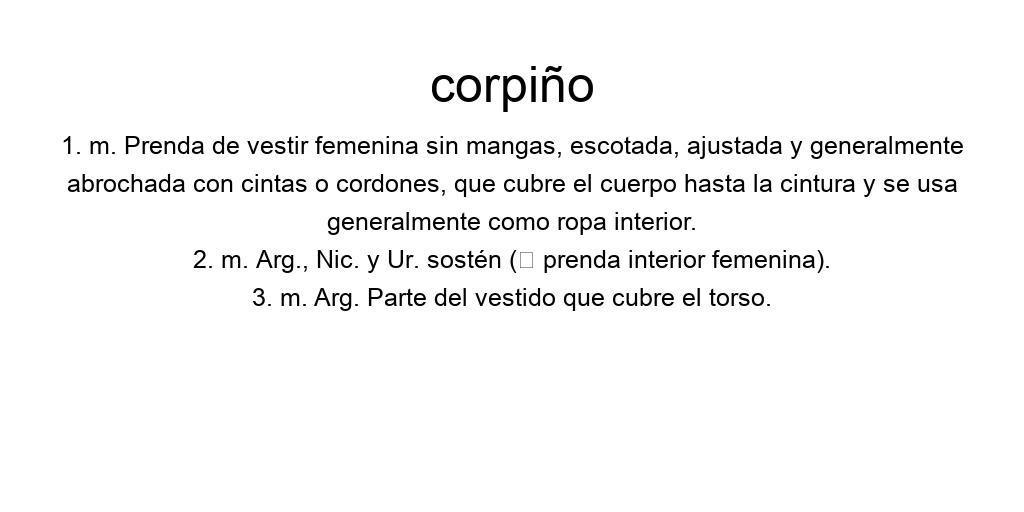 corpiño
1. m. Prenda de vestir femenina sin mangas, escotada, ajustada y generalmente
abrochada con cintas o cordones, que cubre el cuerpo hasta la cintura y se usa
generalmente como ropa interior.
2. m. Arg., Nic. y Ur. sostén (□ prenda interior femenina).
3. m. Arg. Parte del vestido que cubre el torso.